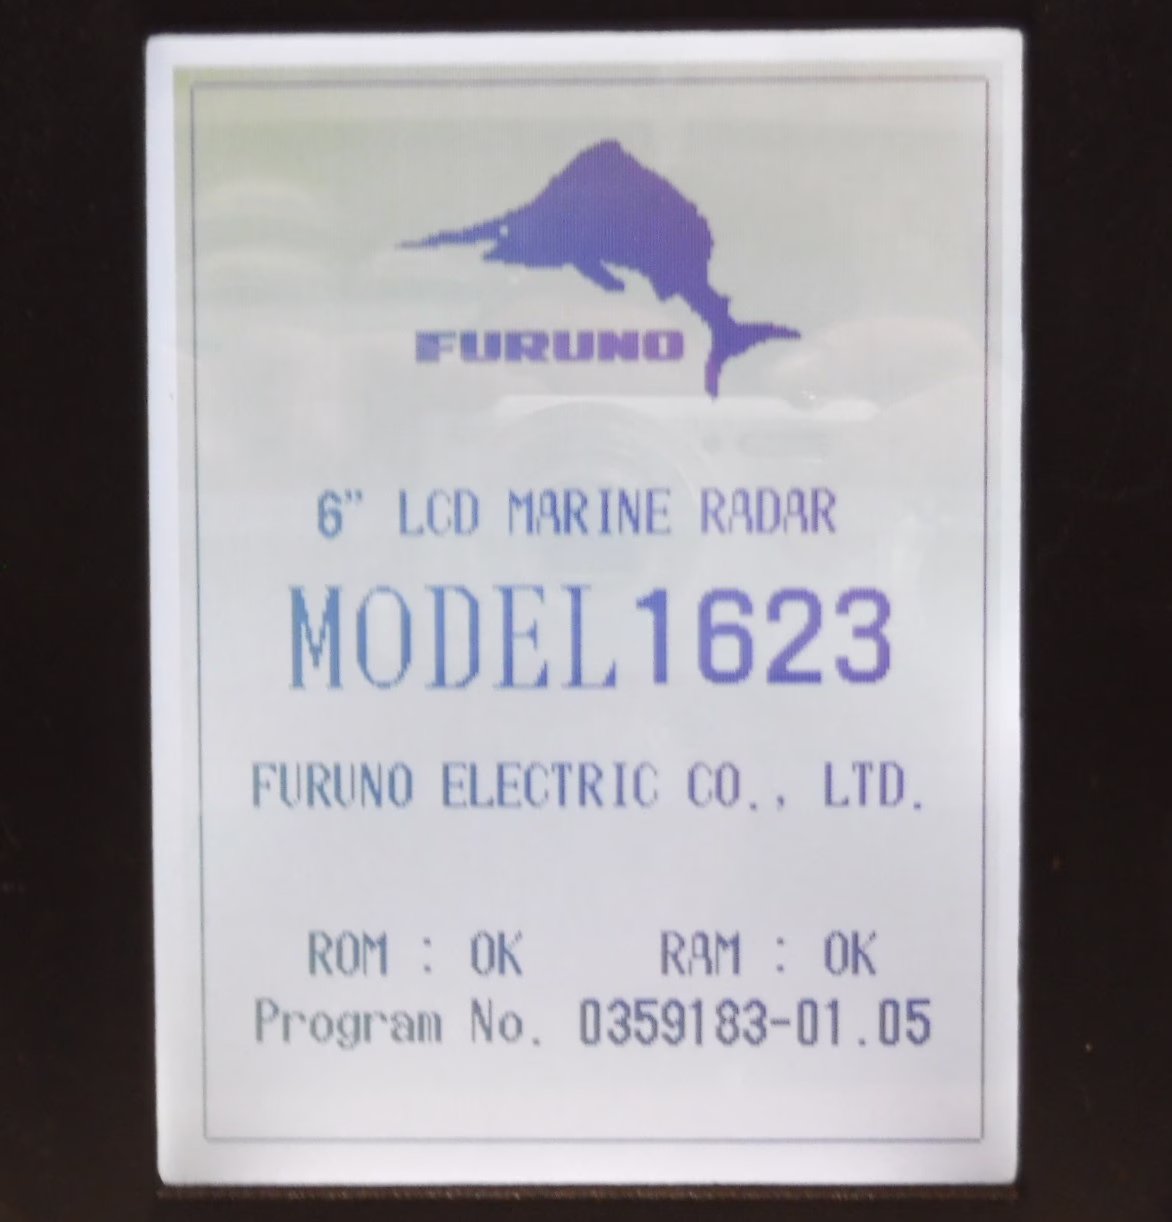 FURUNO
6" LCD MARINE RADAR
MODEL1623
FURUNO ELECTRIC CO., LTD.
ROM : OK RAM : OK
Program No. 0359183-01.05